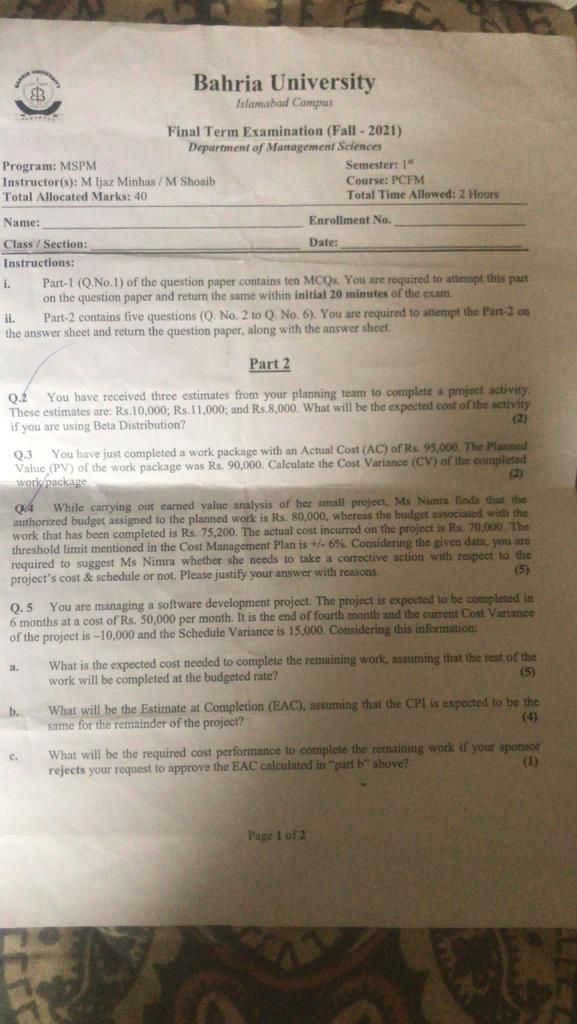 BAHRIA UNIVERSITY
Bahria University
Islamabad Campus
Final Term Examination (Fall - 2021)
Department of Management Sciences
Program: MSPM Semester: 1st
Instructor(s): M Ijaz Minhas / M Shoaib Course: PCFM
Total Allocated Marks: 40 Total Time Allowed: 2 Hours
Name: Enrollment No.
Class / Section: Date:
Instructions:
i. Part-1 (Q.No.1) of the question paper contains ten MCQs. You are required to attempt this part
on the question paper and return the same within initial 20 minutes of the exam.
ii. Part-2 contains five questions (Q. No. 2 to Q. No. 6). You are required to attempt the Part-2 on
the answer sheet and return the question paper, along with the answer sheet.
Part 2
Q.2 You have received three estimates from your planning team to complete a project activity.
These estimates are: Rs.10,000; Rs.11,000; and Rs.8,000. What will be the expected cost of the activity
if you are using Beta Distribution? (2)
Q.3 You have just completed a work package with an Actual Cost (AC) of Rs. 95,000. The Planned
Value (PV) of the work package was Rs. 90,000. Calculate the Cost Variance (CV) of the completed
work package. (2)
Q.4 While carrying out earned value analysis of her small project, Ms Nimra finds that the
authorized budget assigned to the planned work is Rs. 80,000, whereas the budget associated with the
work that has been completed is Rs. 75,200. The actual cost incurred on the project is Rs. 70,000. The
threshold limit mentioned in the Cost Management Plan is +/- 6%. Considering the given data, you are
required to suggest Ms Nimra whether she needs to take a corrective action with respect to the
project's cost & schedule or not. Please justify your answer with reasons. (5)
Q. 5 You are managing a software development project. The project is expected to be completed in
6 months at a cost of Rs. 50,000 per month. It is the end of fourth month and the current Cost Variance
of the project is –10,000 and the Schedule Variance is 15,000. Considering this information:
a. What is the expected cost needed to complete the remaining work, assuming that the rest of the
work will be completed at the budgeted rate? (5)
b. What will be the Estimate at Completion (EAC), assuming that the CPI is expected to be the
same for the remainder of the project? (4)
c. What will be the required cost performance to complete the remaining work if your sponsor
rejects your request to approve the EAC calculated in "part b" above? (1)
Page 1 of 2